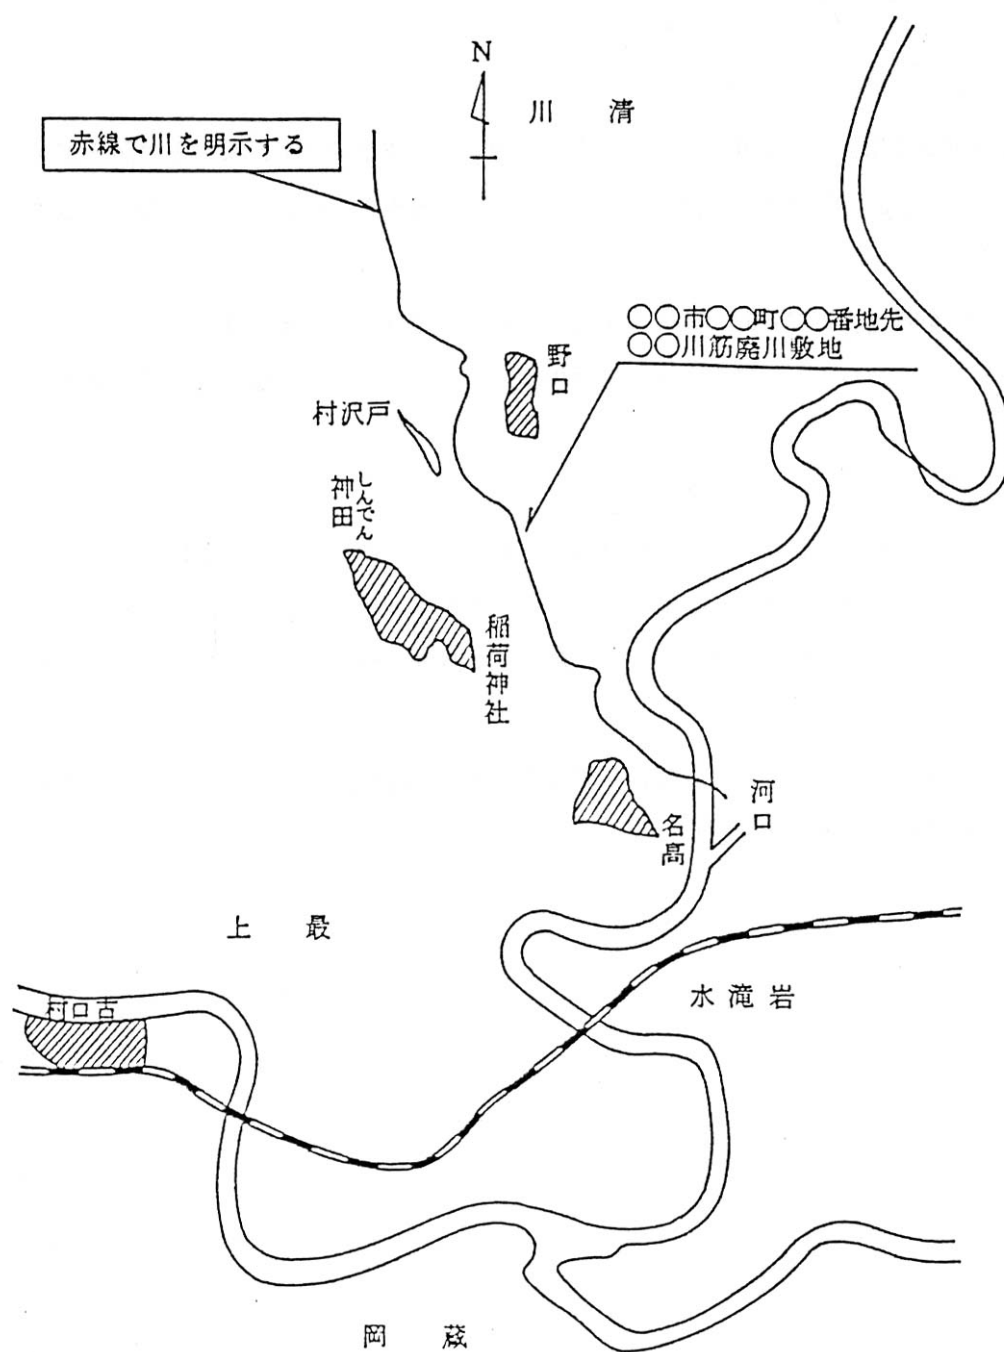 N
川　清
赤線で川を明示する
○○市○○町○○番地先
○○川筋廃川敷地
野口
村沢戸
しんでん
神田
稲荷神社
河口
名高
上　最
水滝岩
村口古
岡　蔵